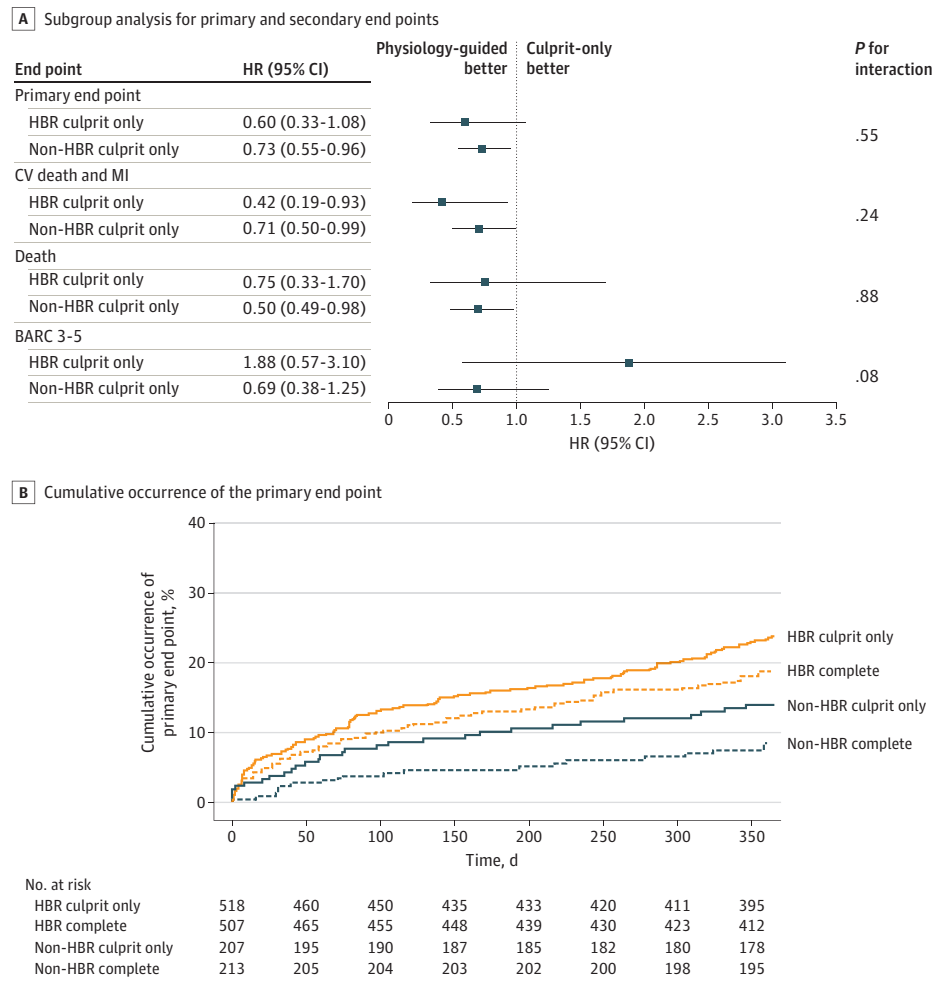 A Subgroup analysis for primary and secondary end points
Physiology-guided better
Culprit-only better
P for interaction
End point HR (95% CI)
Primary end point
HBR culprit only 0.60 (0.33-1.08)
Non-HBR culprit only 0.73 (0.55-0.96)
.55
CV death and MI
HBR culprit only 0.42 (0.19-0.93)
Non-HBR culprit only 0.71 (0.50-0.99)
.24
Death
HBR culprit only 0.75 (0.33-1.70)
Non-HBR culprit only 0.50 (0.49-0.98)
.88
BARC 3-5
HBR culprit only 1.88 (0.57-3.10)
Non-HBR culprit only 0.69 (0.38-1.25)
.08
0 0.5 1.0 1.5 2.0 2.5 3.0 3.5
HR (95% CI)
B Cumulative occurrence of the primary end point
Cumulative occurrence of
primary end point, %
40
30
20
10
0
HBR culprit only
HBR complete
Non-HBR culprit only
Non-HBR complete
0 50 100 150 200 250 300 350
Time, d
No. at risk
HBR culprit only 518 460 450 435 433 420 411 395
HBR complete 507 465 455 448 439 430 423 412
Non-HBR culprit only 207 195 190 187 185 182 180 178
Non-HBR complete 213 205 204 203 202 200 198 195